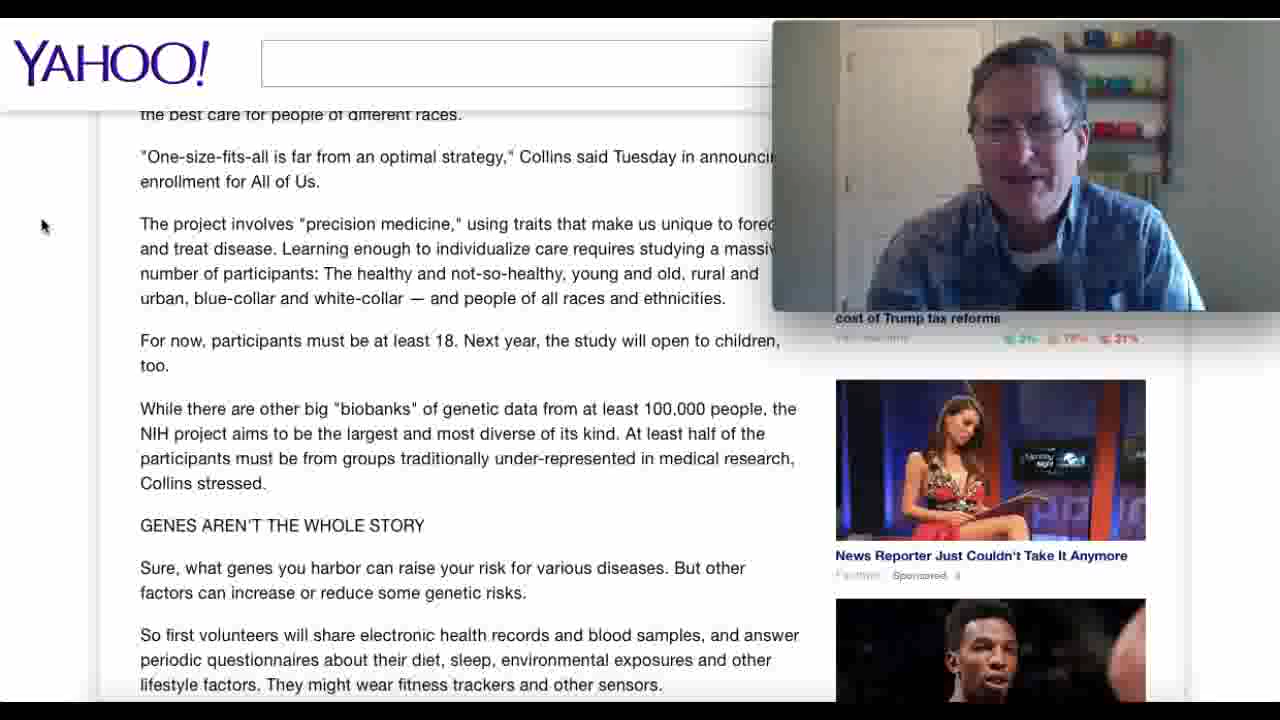 YAHOO!
the best care for people of different races.
"One-size-fits-all is far from an optimal strategy," Collins said Tuesday in
enrollment for All of Us.
The project involves "precision medicine," using traits that make us unique to
and treat disease. Learning enough to individualize care requires studying a
number of participants: The healthy and not-so-healthy, young and old, rural and
urban, blue-collar and white-collar — and people of all races and ethnicities.
For now, participants must be at least 18. Next year, the study will open to children,
too.
While there are other big "biobanks" of genetic data from at least 100,000 people, the
NIH project aims to be the largest and most diverse of its kind. At least half of the
participants must be from groups traditionally under-represented in medical research,
Collins stressed.
GENES AREN'T THE WHOLE STORY
Sure, what genes you harbor can raise your risk for various diseases. But other
factors can increase or reduce some genetic risks.
So first volunteers will share electronic health records and blood samples, and answer
periodic questionnaires about their diet, sleep, environmental exposures and other
lifestyle factors. They might wear fitness trackers and other sensors.
cost of Trump tax reforms
News Reporter Just Couldn't Take It Anymore
Sponsored